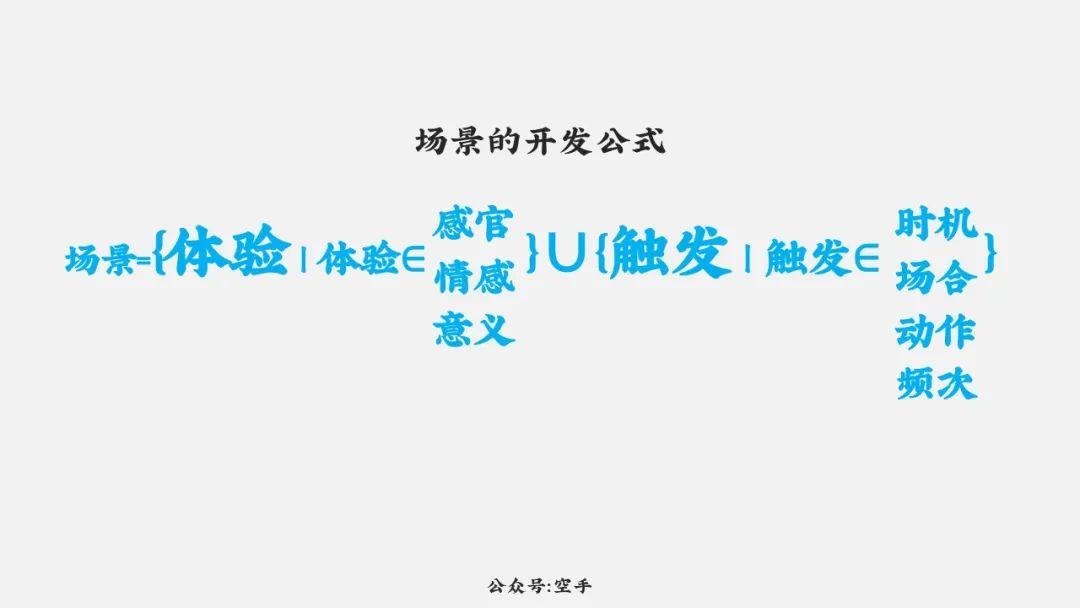 场景的开发公式
场景={体验|体验∈感官}∪{触发|触发∈时机}
情感 场合
意义 动作
频次
公众号:空手